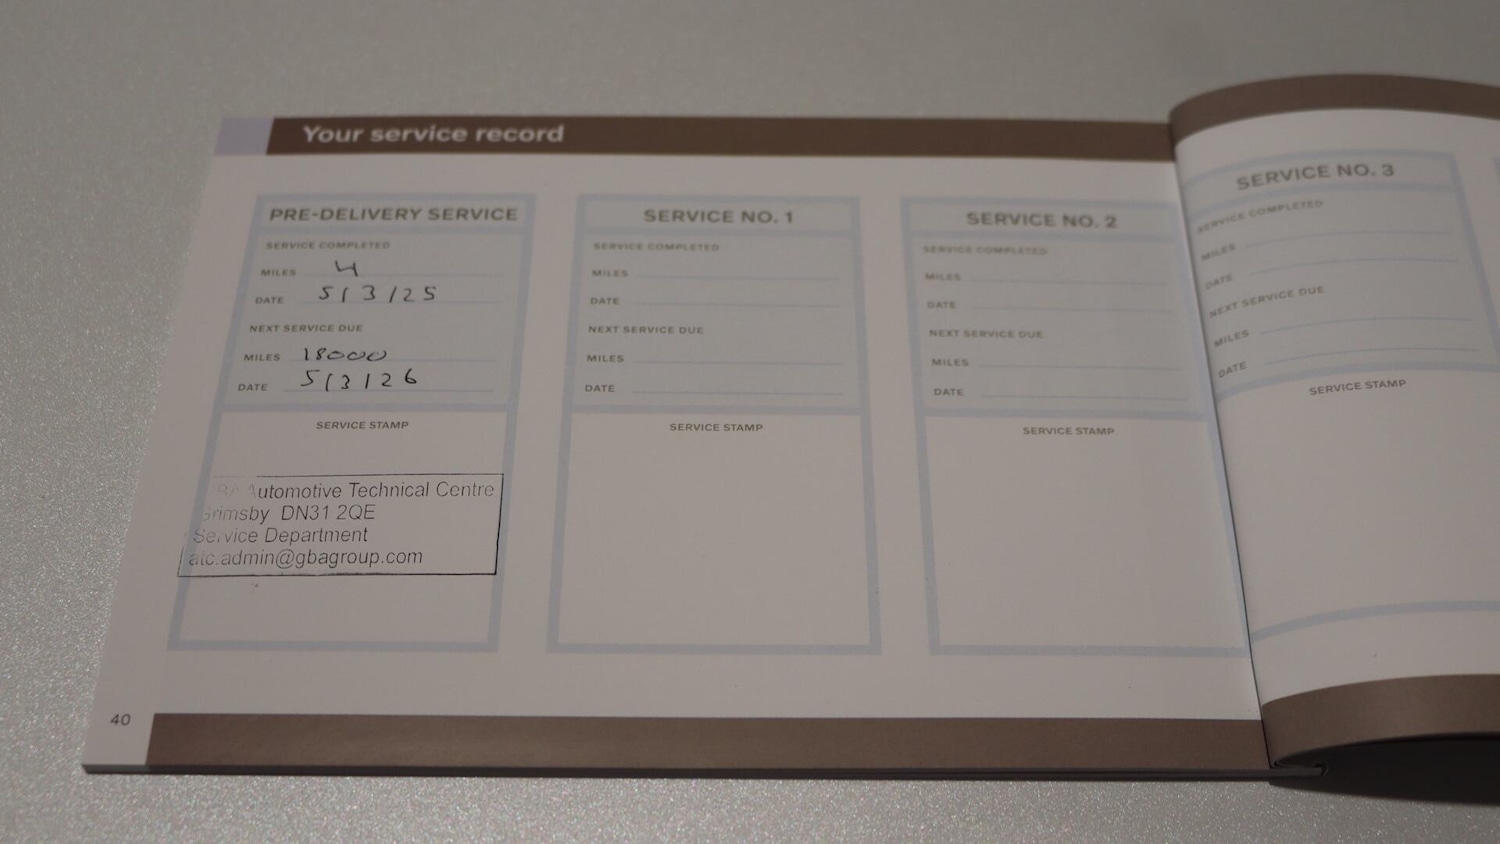 Your service record
PRE-DELIVERY SERVICE
SERVICE COMPLETED
MILES 4
DATE 5/3/25
NEXT SERVICE DUE
MILES 18000
DATE 5/3/26
SERVICE STAMP
Automotive Technical Centre
Grimsby DN31 2QE
Service Department
atc.admin@gbagroup.com
SERVICE NO. 1
SERVICE COMPLETED
MILES
DATE
NEXT SERVICE DUE
MILES
DATE
SERVICE STAMP
SERVICE NO. 2
SERVICE COMPLETED
MILES
DATE
NEXT SERVICE DUE
MILES
DATE
SERVICE STAMP
SERVICE NO. 3
SERVICE COMPLETED
MILES
DATE
NEXT SERVICE DUE
MILES
DATE
SERVICE STAMP
40